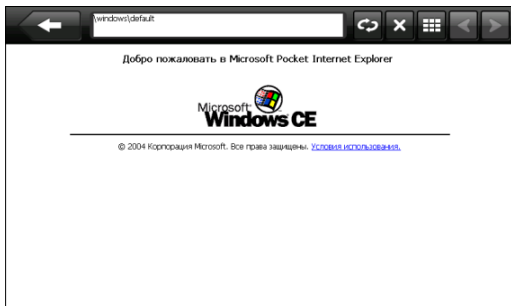 \windows\default
Добро пожаловать в Microsoft Pocket Internet Explorer
Microsoft
Windows CE
© 2004 Корпорация Microsoft. Все права защищены. Условия использования.